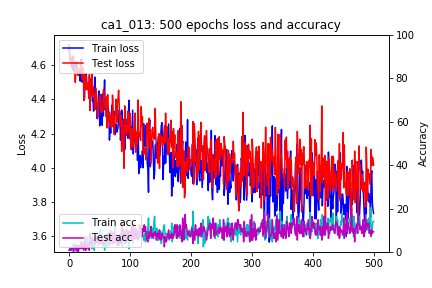 ca1_013: 500 epochs loss and accuracy
Train loss
Test loss
Train acc
Test acc
Loss
Accuracy
4.6
4.4
4.2
4.0
3.8
3.6
100
80
60
40
20
0
0 100 200 300 400 500